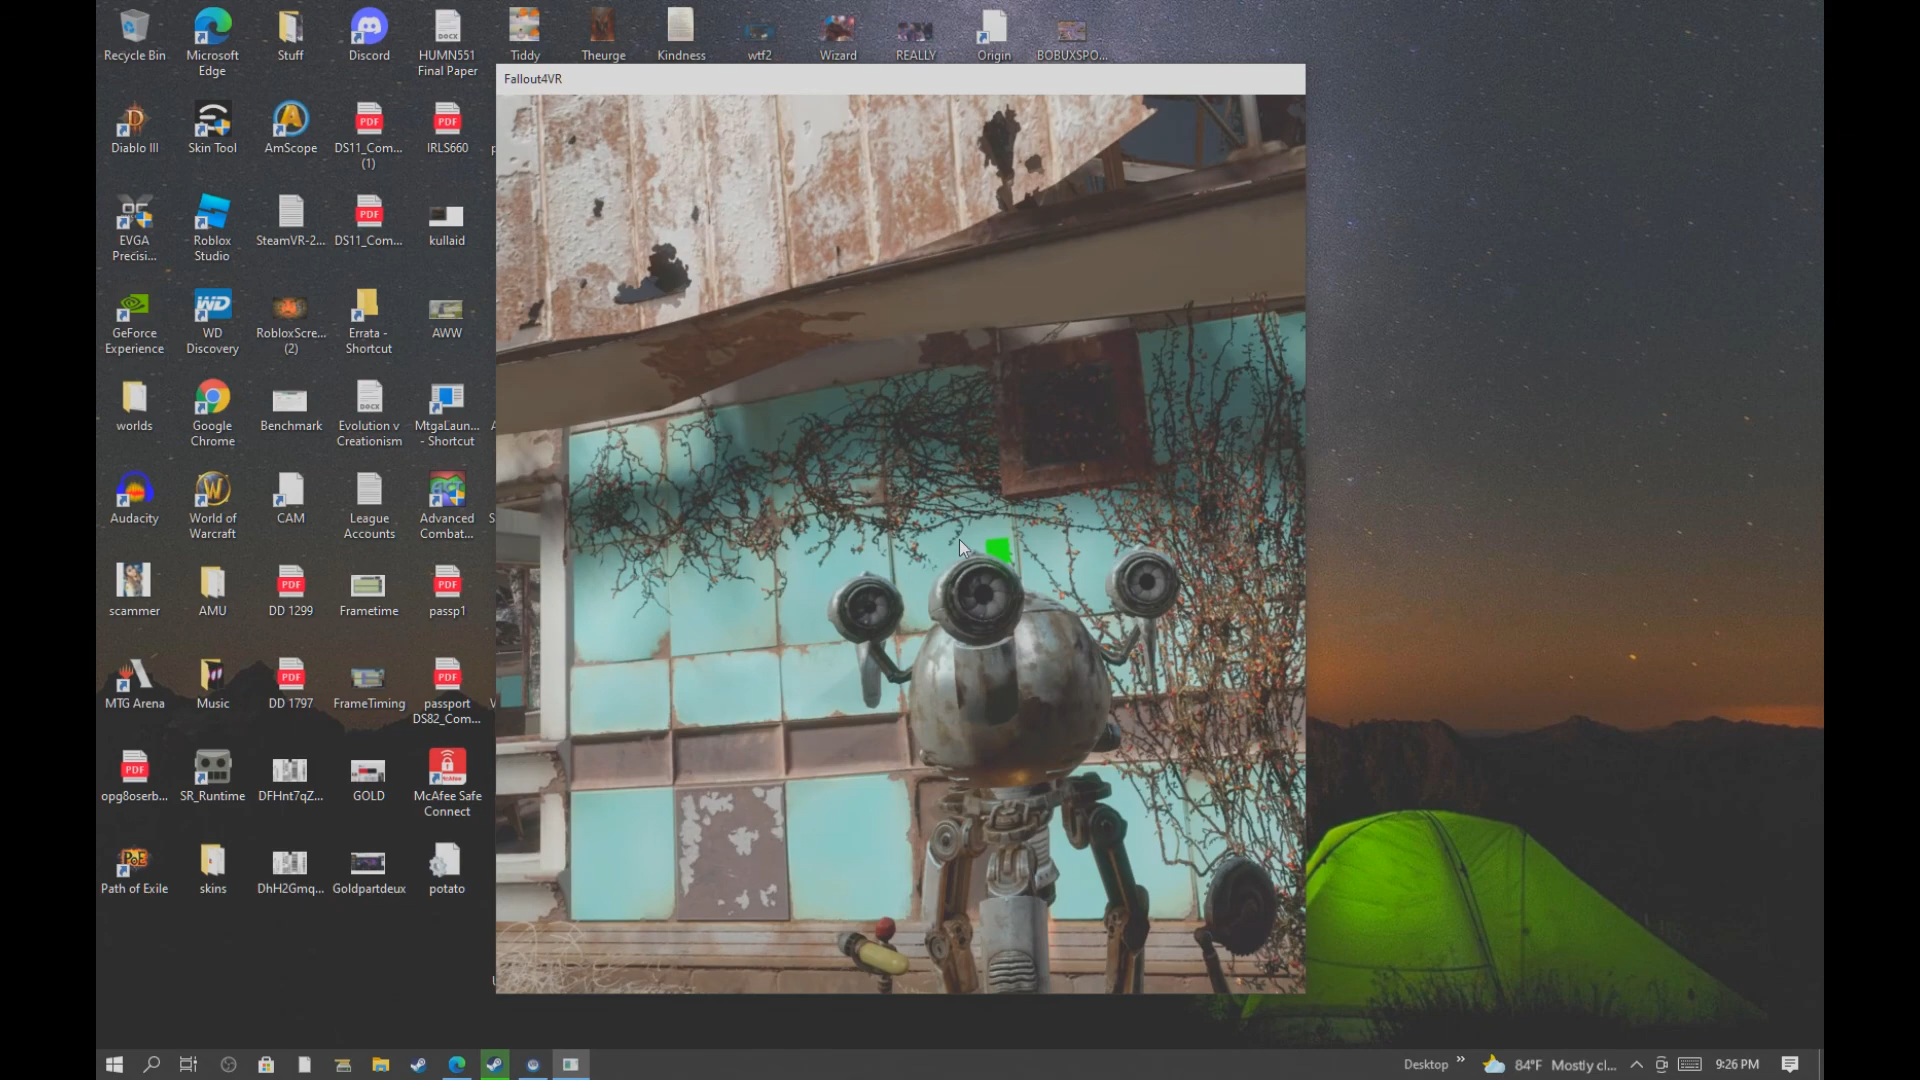 Recycle Bin
Microsoft
Edge
Stuff
Discord
HUMN551
Final Paper
Tiddy
Theurge
Kindness
wtf2
Wizard
REALLY
Origin
BOBUXSPO...
Fallout4VR
Diablo III
Skin Tool
AmScope
DS11_Com...
(1)
IRLS660
EVGA
Precisi...
Roblox
Studio
SteamVR-2...
DS11_Com...
kullaid
GeForce
Experience
WD
Discovery
RobloxScre...
(2)
Errata -
Shortcut
AWW
worlds
Google
Chrome
Benchmark
Evolution v
Creationism
MtgaLaun...
- Shortcut
Audacity
World of
Warcraft
CAM
League
Accounts
Advanced
Combat...
scammer
AMU
DD 1299
Frametime
passp1
MTG Arena
Music
DD 1797
FrameTiming
passport
DS82_Com...
opg8oserb...
SR_Runtime
DFHnt7qZ...
GOLD
McAfee Safe
Connect
Path of Exile
skins
DhH2Gmq...
Goldpartdeux
potato
Desktop
84°F Mostly cl...
9:26 PM